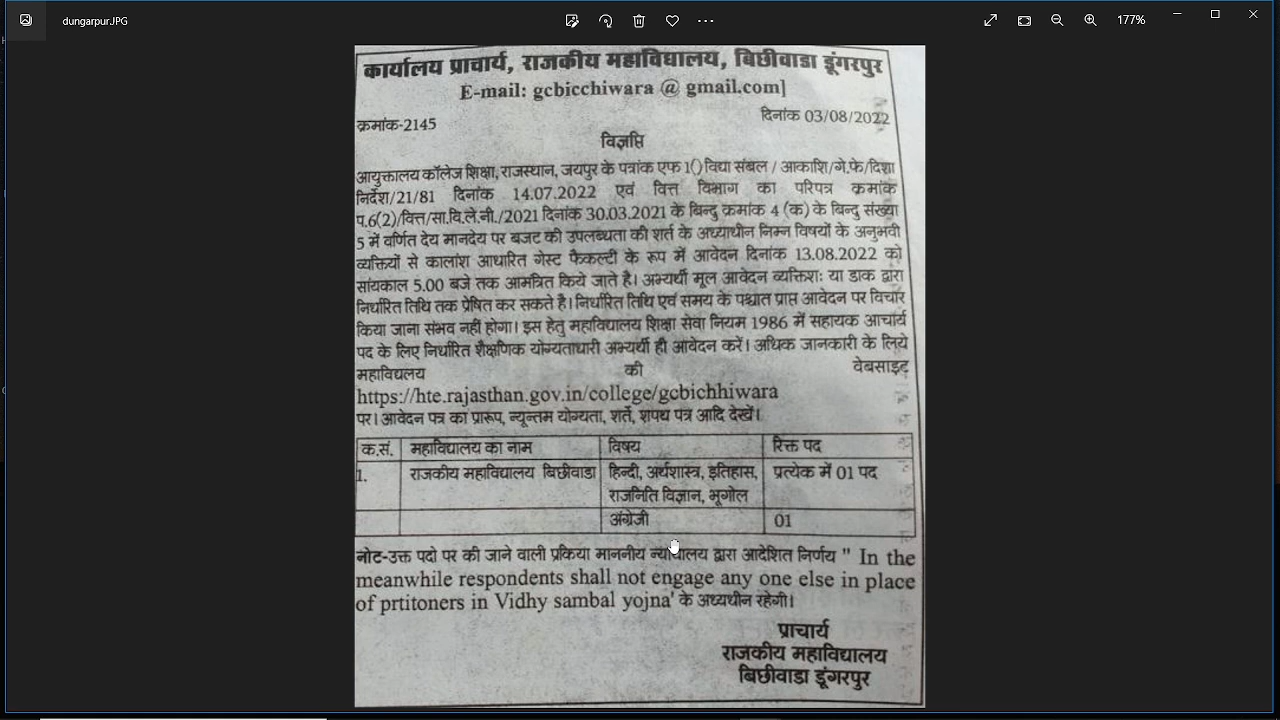 dungarpur.JPG
177%
कार्यालय प्राचार्य, राजकीय महाविद्यालय, बिछीवाडा डूंगरपुर
E-mail: gcbicchiwara @ gmail.com]
क्रमांक-2145
दिनांक 03/08/2022
विज्ञप्ति
आयुक्तालय कॉलेज शिक्षा, राजस्थान, जयपुर के पत्रांक एफ 1() विद्या संबल / आकाशि/गे.फे/दिशा
निर्देश/21/81 दिनांक 14.07.2022 एवं वित्त विभाग का परिपत्र क्रमांक
प.6(2)/वित्त/सा.वि.ले.नी./2021 दिनांक 30.03.2021 के बिन्दु क्रमांक 4 (क) के बिन्दु संख्या
5 में वर्णित देय मानदेय पर बजट की उपलब्धता की शर्त के अध्याधीन निम्न विषयों के अनुभवी
व्यक्तियों से कालांश आधारित गेस्ट फैकल्टी के रूप में आवेदन दिनांक 13.08.2022 को
सांयकाल 5.00 बजे तक आमत्रित किये जाते है। अभ्यर्थी मूल आवेदन व्यक्तिशः या डाक द्वारा
निर्धारित तिथि तक प्रेषित कर सकते है। निर्धारित तिथि एवं समय के पश्चात प्राप्त आवेदन पर विचार
किया जाना संभव नहीं होगा। इस हेतु महाविद्यालय शिक्षा सेवा नियम 1986 में सहायक आचार्य
पद के लिए निर्धारित शैक्षणिक योग्यताधारी अभ्यर्थी ही आवेदन करें। अधिक जानकारी के लिये
महाविद्यलय की वेबसाइट
https://hte.rajasthan.gov.in/college/gcbichhiwara
पर। आवेदन पत्र का प्रारूप, न्यून्तम योग्यता, शर्ते, शपथ पत्र आदि देखें।
क.सं. महाविद्यालय का नाम विषय रिक्त पद
1. राजकीय महाविद्यालय बिछीवाडा हिन्दी, अर्थशास्त्र, इतिहास, प्रत्येक में 01 पद
राजनिति विज्ञान, भूगोल
अंग्रेजी 01
नोट-उक्त पदो पर की जाने वाली प्रकिया माननीय न्यायालय द्वारा आदेशित निर्णय " In the
meanwhile respondents shall not engage any one else in place
of prtitoners in Vidhy sambal yojna' के अध्यधीन रहेगी।
प्राचार्य
राजकीय महाविद्यालय
बिछीवाडा डूंगरपुर